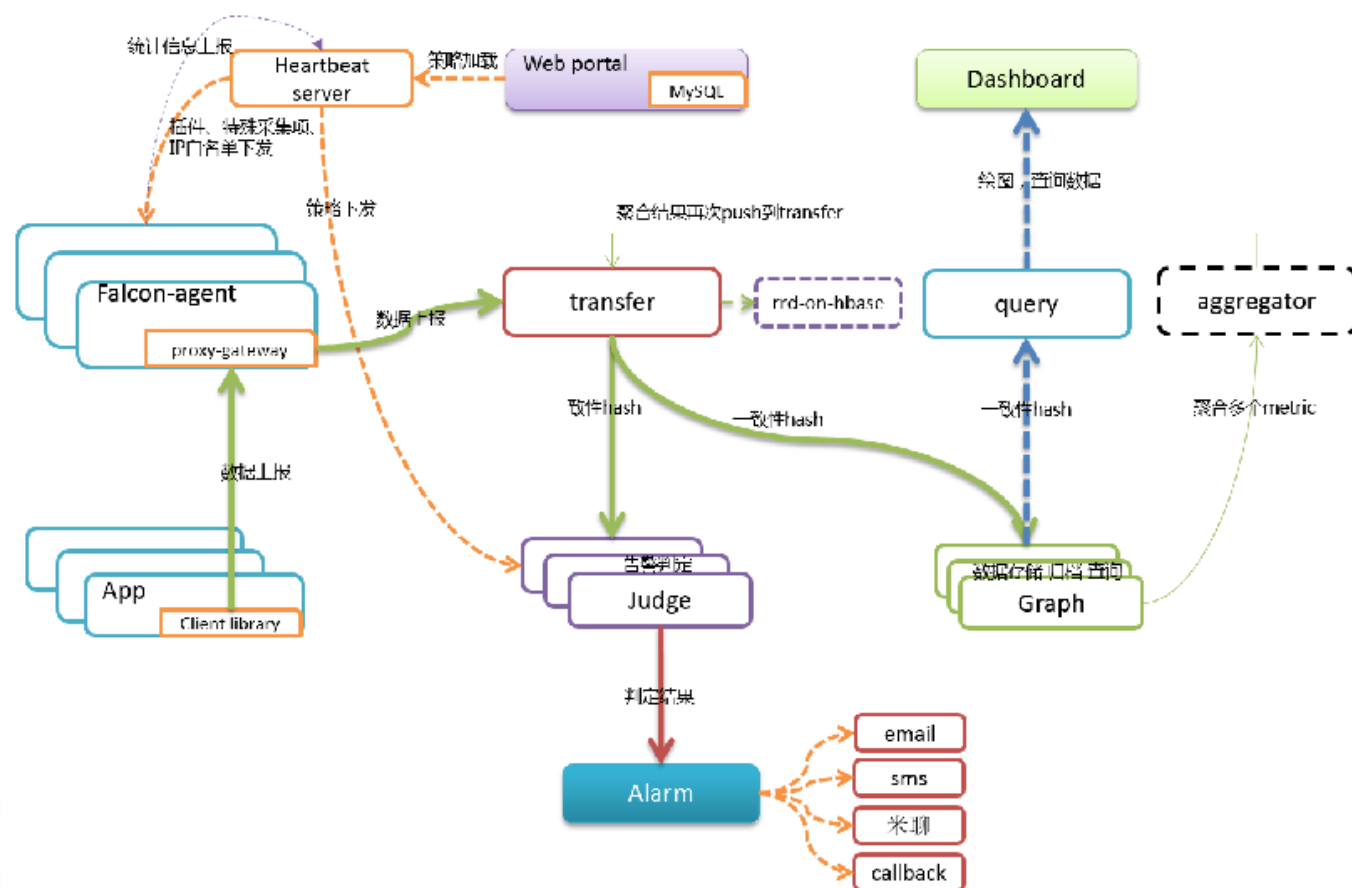 统计信息上报
Heartbeat
server
策略加载
Web portal
MySQL
Dashboard
插件、特殊采集项、
IP白名单下发
策略下发
绘图，查询数据
聚合结果再次push到transfer
Falcon-agent
proxy-gateway
数据上报
transfer
rrd-on-hbase
query
aggregator
致性hash
一致性hash
一致性hash
聚合多个metric
数据上报
App
Client library
告警判定
Judge
数据存储 归档 查询
Graph
判定结果
Alarm
email
sms
米聊
callback